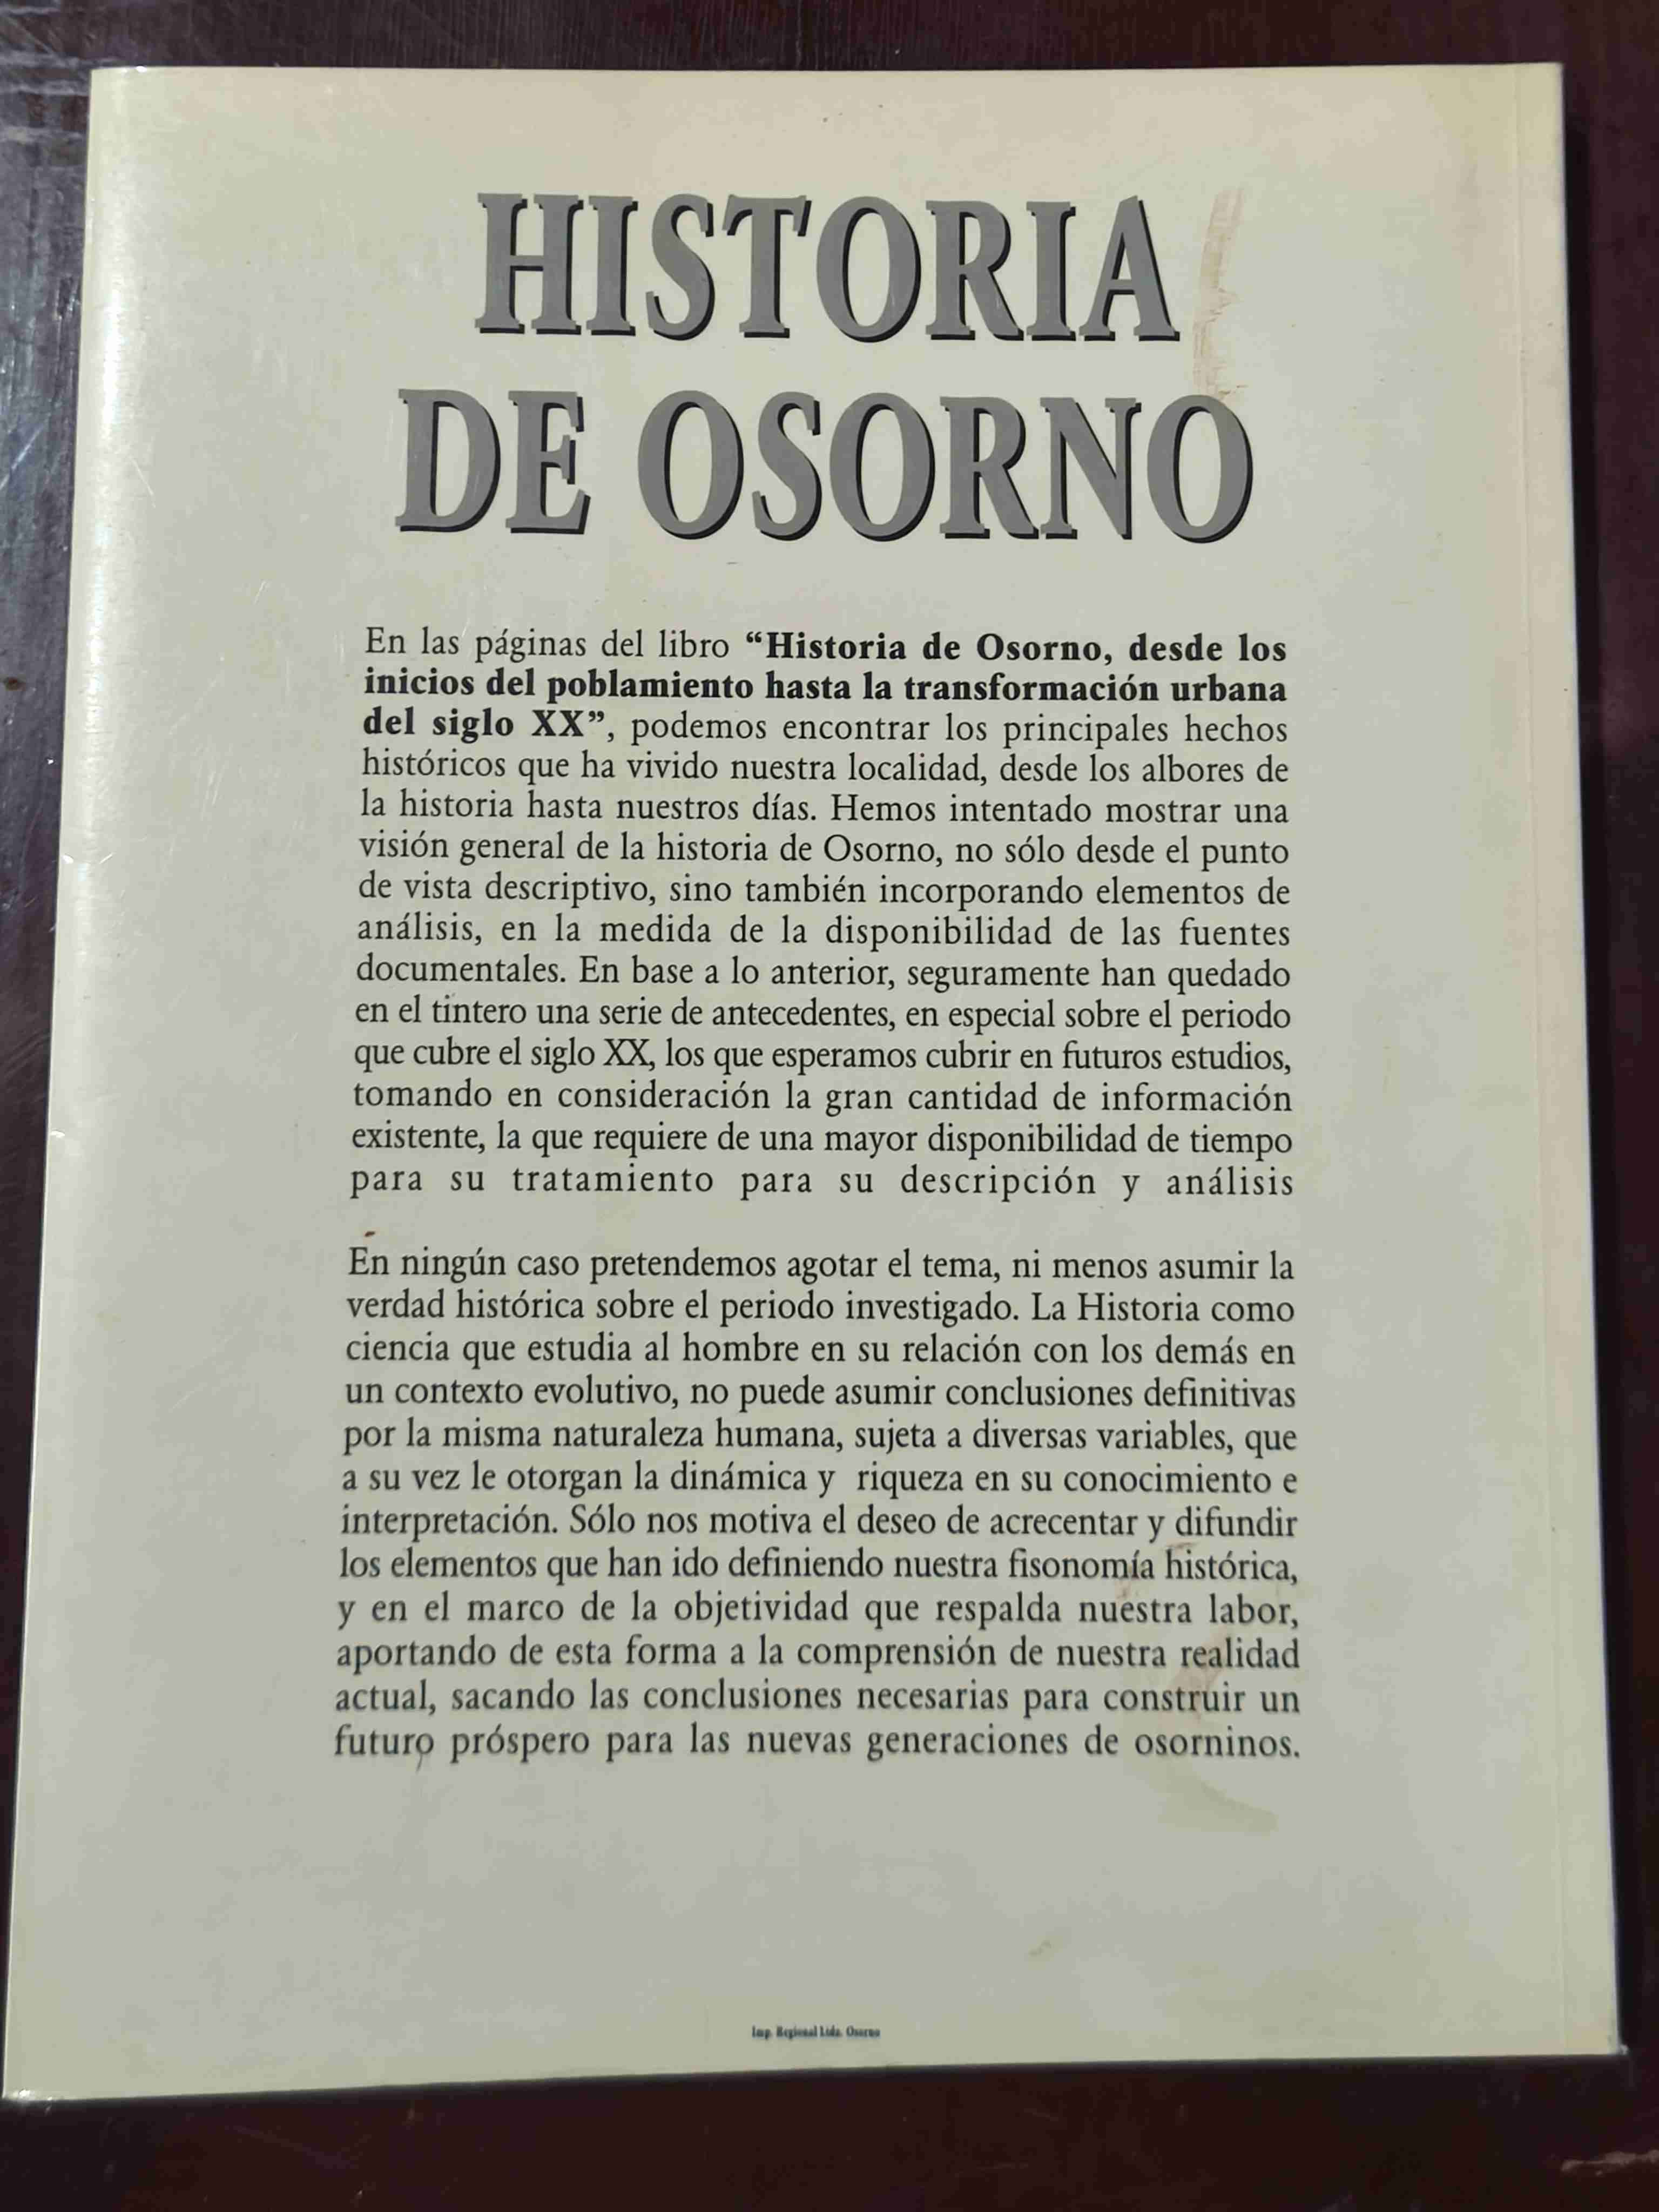 HISTORIA
DE OSORNO
En las páginas del libro “Historia de Osorno, desde los
inicios del poblamiento hasta la transformación urbana
del siglo XX”, podemos encontrar los principales hechos
históricos que ha vivido nuestra localidad, desde los albores de
la historia hasta nuestros días. Hemos intentado mostrar una
visión general de la historia de Osorno, no sólo desde el punto
de vista descriptivo, sino también incorporando elementos de
análisis, en la medida de la disponibilidad de las fuentes
documentales. En base a lo anterior, seguramente han quedado
en el tintero una serie de antecedentes, en especial sobre el periodo
que cubre el siglo XX, los que esperamos cubrir en futuros estudios,
tomando en consideración la gran cantidad de información
existente, la que requiere de una mayor disponibilidad de tiempo
para su tratamiento para su descripción y análisis
En ningún caso pretendemos agotar el tema, ni menos asumir la
verdad histórica sobre el periodo investigado. La Historia como
ciencia que estudia al hombre en su relación con los demás en
un contexto evolutivo, no puede asumir conclusiones definitivas
por la misma naturaleza humana, sujeta a diversas variables, que
a su vez le otorgan la dinámica y riqueza en su conocimiento e
interpretación. Sólo nos motiva el deseo de acrecentar y difundir
los elementos que han ido definiendo nuestra fisonomía histórica,
y en el marco de la objetividad que respalda nuestra labor,
aportando de esta forma a la comprensión de nuestra realidad
actual, sacando las conclusiones necesarias para construir un
futuro próspero para las nuevas generaciones de osorninos.
Imp. Regional Ltda. Osorno